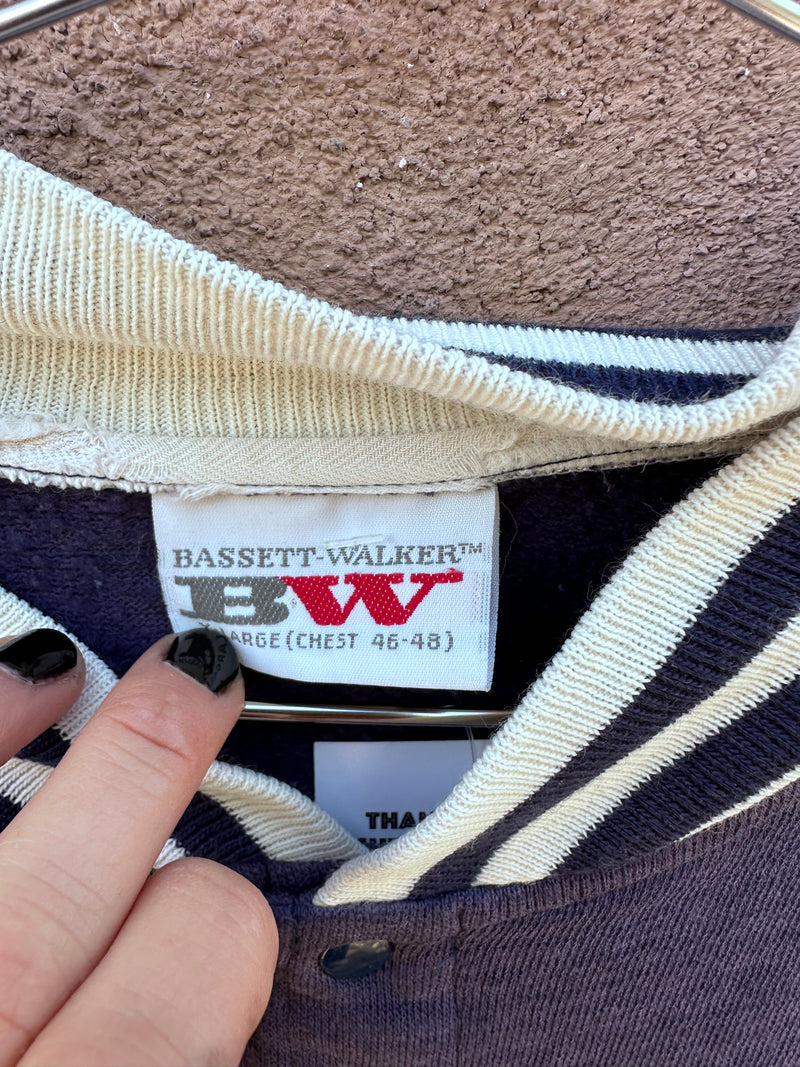 BASSETT-WALKER™
BW
X-LARGE (CHEST 46-48)